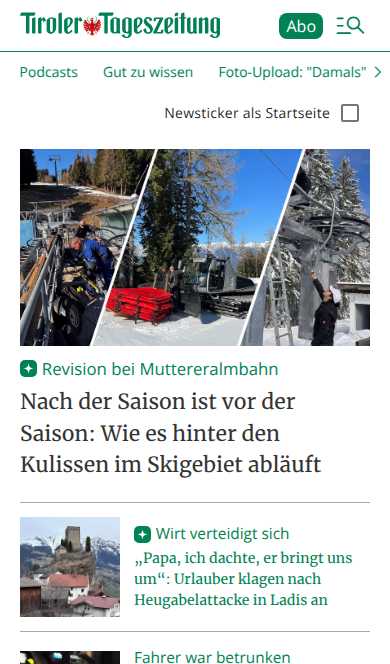 Tiroler Tageszeitung
Abo
Podcasts Gut zu wissen Foto-Upload: "Damals"
Newsticker als Startseite
Revision bei Muttereralmbahn
Nach der Saison ist vor der
Saison: Wie es hinter den
Kulissen im Skigebiet abläuft
Wirt verteidigt sich
„Papa, ich dachte, er bringt uns
um“: Urlauber klagen nach
Heugabelattacke in Ladis an
Fahrer war betrunken